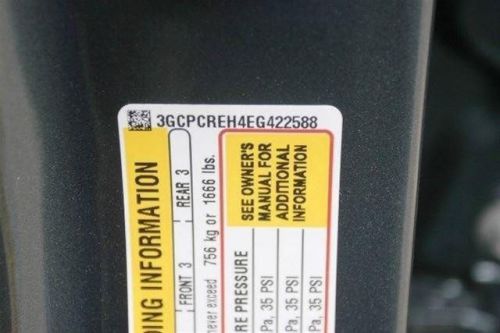 3GCPCREH4EG422588
DING INFORMATION
FRONT 3 REAR 3
never exceed 756 kg or 1666 lbs.
SEE OWNER'S
MANUAL FOR
ADDITIONAL
INFORMATION
RE PRESSURE
Pa, 35 PSI
Pa, 35 PSI
Pa, 35 PSI